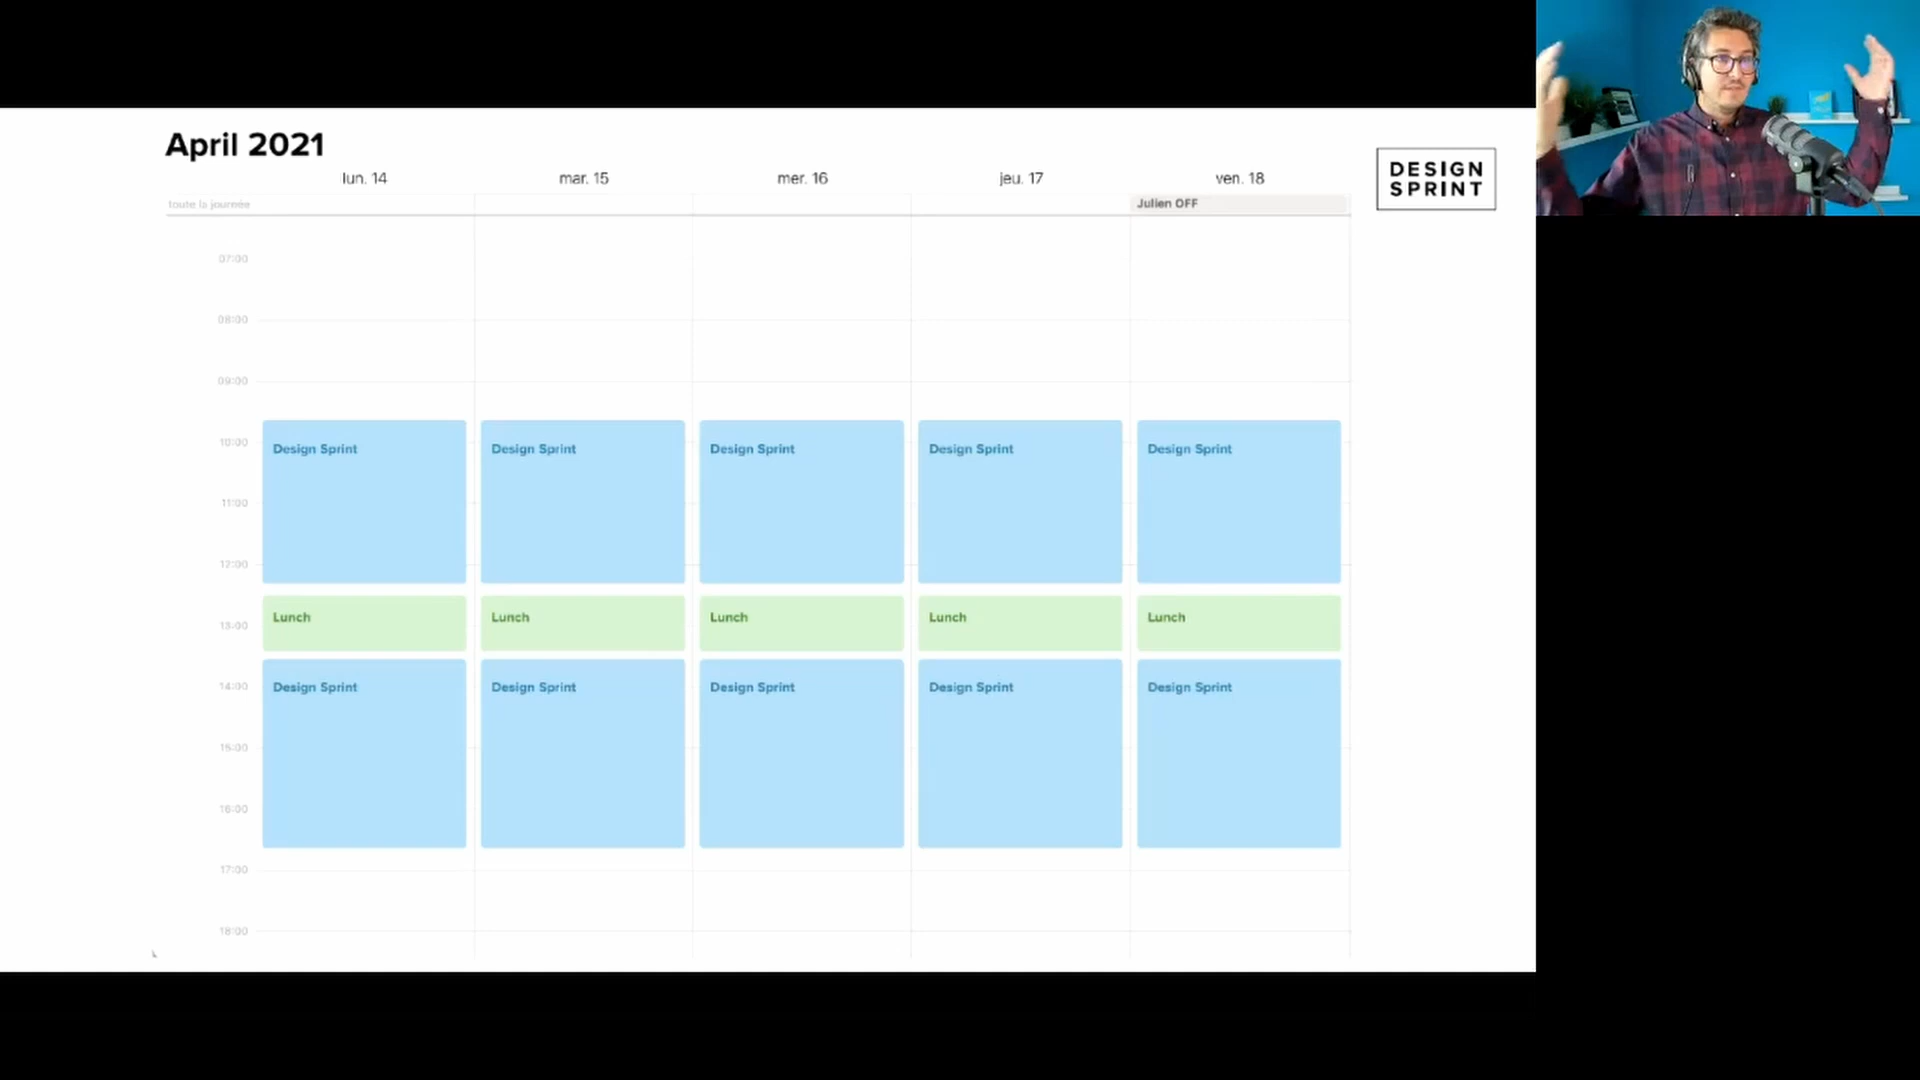 April 2021
lun. 14 mar. 15 mer. 16 jeu. 17 ven. 18
DESIGN
SPRINT
toute la journée Julien OFF
07:00
08:00
09:00
10:00
Design Sprint Design Sprint Design Sprint Design Sprint Design Sprint
11:00
12:00
Lunch Lunch Lunch Lunch Lunch
13:00
14:00
Design Sprint Design Sprint Design Sprint Design Sprint Design Sprint
15:00
16:00
17:00
18:00